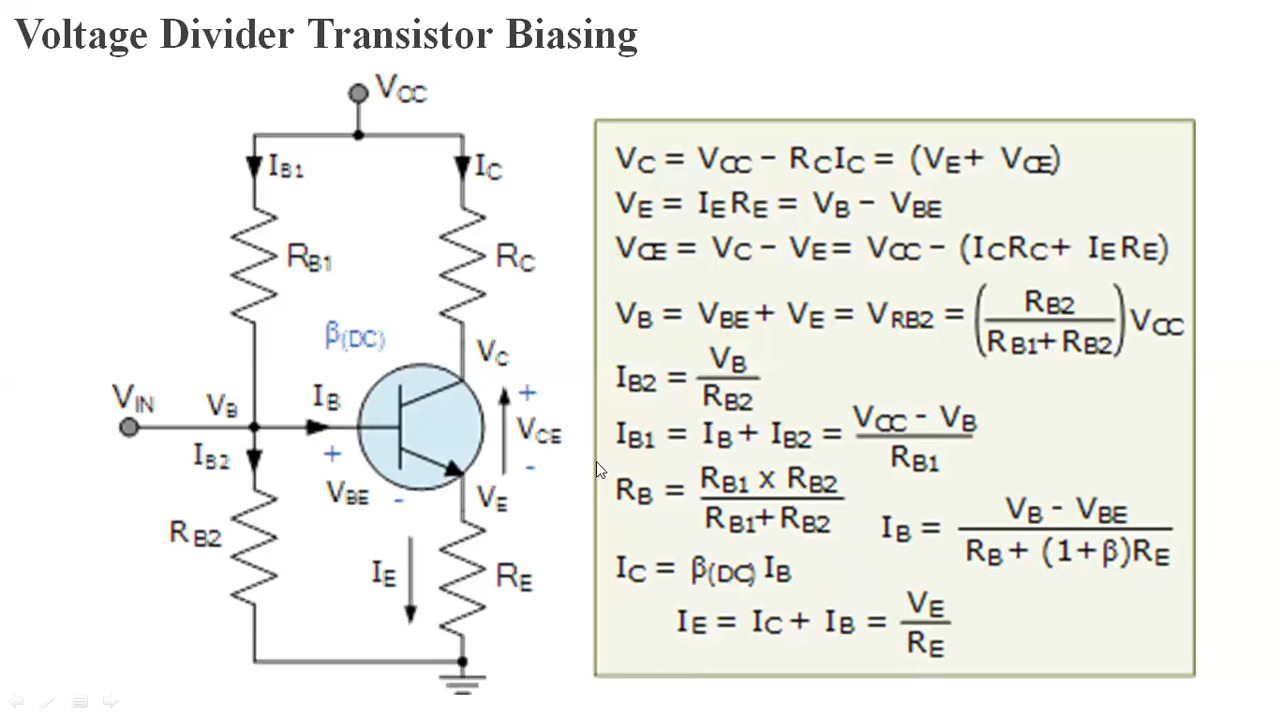 Voltage Divider Transistor Biasing
VCC
IB1
IC
RB1
RC
β(DC)
VC
VIN
VB
IB
+
VCE
-
IB2
+
VBE
-
VE
RB2
IE
RE
VC = VCC - RCIC = (VE + VCE)
VE = IERE = VB - VBE
VCE = VC - VE = VCC - (ICRC + IERE)
VB = VBE + VE = VRB2 = (RB2 / RB1+RB2) VCC
IB2 = VB / RB2
IB1 = IB + IB2 = VCC - VB / RB1
RB = RB1 x RB2 / RB1+RB2
IB = VB - VBE / RB + (1+β)RE
IC = β(DC) IB
IE = IC + IB = VE / RE